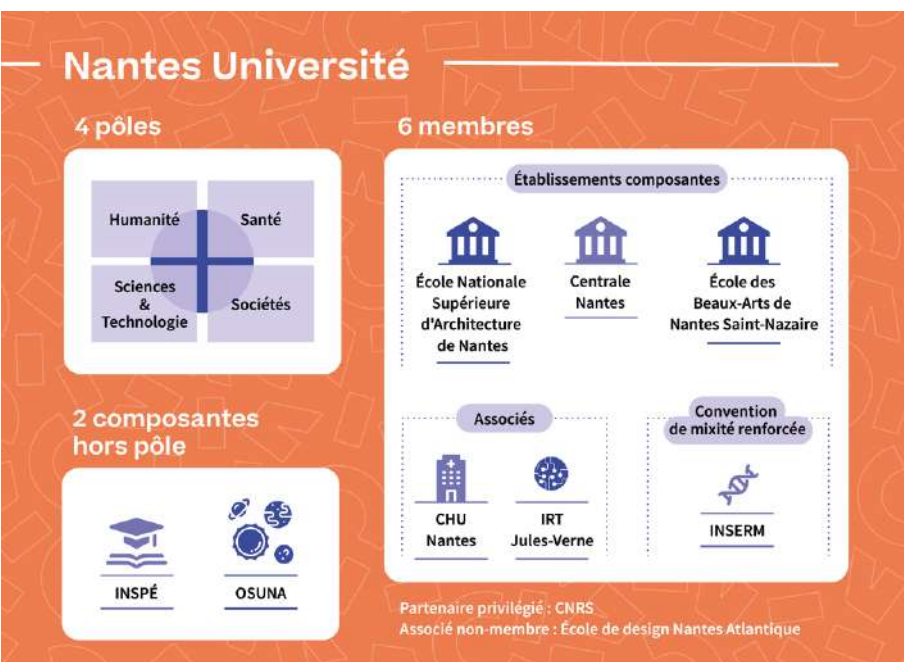 Nantes Université
4 pôles
Humanité
Santé
Sciences
&
Technologie
Sociétés
2 composantes
hors pôle
INSPÉ
OSUNA
6 membres
Établissements composantes
École Nationale
Supérieure
d'Architecture
de Nantes
Centrale
Nantes
École des
Beaux-Arts de
Nantes Saint-Nazaire
Associés
CHU
Nantes
IRT
Jules-Verne
Convention
de mixité renforcée
INSERM
Partenaire privilégié : CNRS
Associé non-membre : École de design Nantes Atlantique